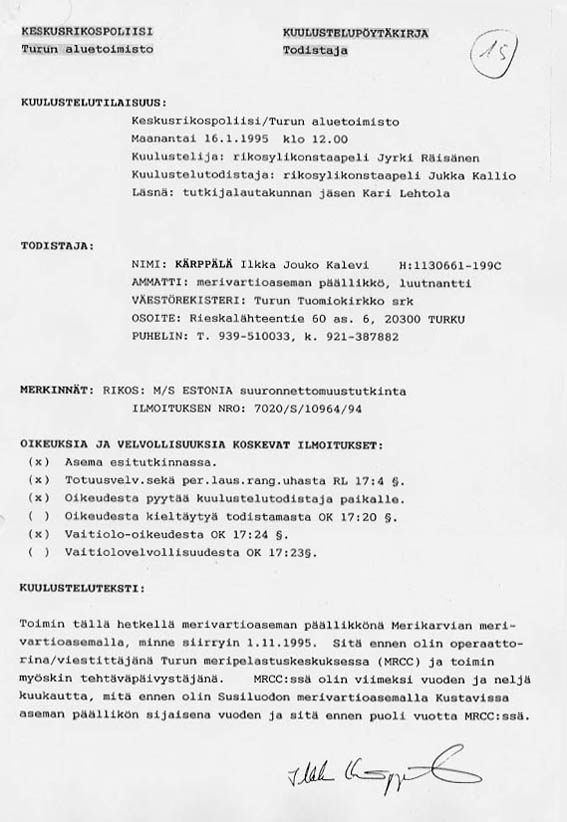 KESKUSRIKOSPOLIISI KUULUSTELUPÖYTÄKIRJA
Turun aluetoimisto Todistaja
15
KUULUSTELUTILAISUUS:
Keskusrikospoliisi/Turun aluetoimisto
Maanantai 16.1.1995 klo 12.00
Kuulustelija: rikosylikonstaapeli Jyrki Räisänen
Kuulustelutodistaja: rikosylikonstaapeli Jukka Kallio
Läsnä: tutkijalautakunnan jäsen Kari Lehtola
TODISTAJA:
NIMI: KÄRPPÄLÄ Ilkka Jouko Kalevi H:1130661-199C
AMMATTI: merivartioaseman päällikkö, luutnantti
VÄESTÖREKISTERI: Turun Tuomiokirkko srk
OSOITE: Rieskalähteentie 60 as. 6, 20300 TURKU
PUHELIN: T. 939-510033, k. 921-387882
MERKINNÄT: RIKOS: M/S ESTONIA suuronnettomuustutkinta
ILMOITUKSEN NRO: 7020/S/10964/94
OIKEUKSIA JA VELVOLLISUUKSIA KOSKEVAT ILMOITUKSET:
(x) Asema esitutkinnassa.
(x) Totuusvelv.sekä per.laus.rang.uhasta RL 17:4 §.
(x) Oikeudesta pyytää kuulustelutodistaja paikalle.
( ) Oikeudesta kieltäytyä todistamasta OK 17:20 §.
(x) Vaitiolo-oikeudesta OK 17:24 §.
( ) Vaitiolovelvollisuudesta OK 17:23§.
KUULUSTELUTEKSTI:
Toimin tällä hetkellä merivartioaseman päällikkönä Merikarvian meri-
vartioasemalla, minne siirryin 1.11.1995. Sitä ennen olin operaatto-
rina/viestittäjänä Turun meripelastuskeskuksessa (MRCC) ja toimin
myöskin tehtäväpäivystäjänä. MRCC:ssä olin viimeksi vuoden ja neljä
kuukautta, mitä ennen olin Susiluodon merivartioasemalla Kustavissa
aseman päällikön sijaisena vuoden ja sitä ennen puoli vuotta MRCC:ssä.